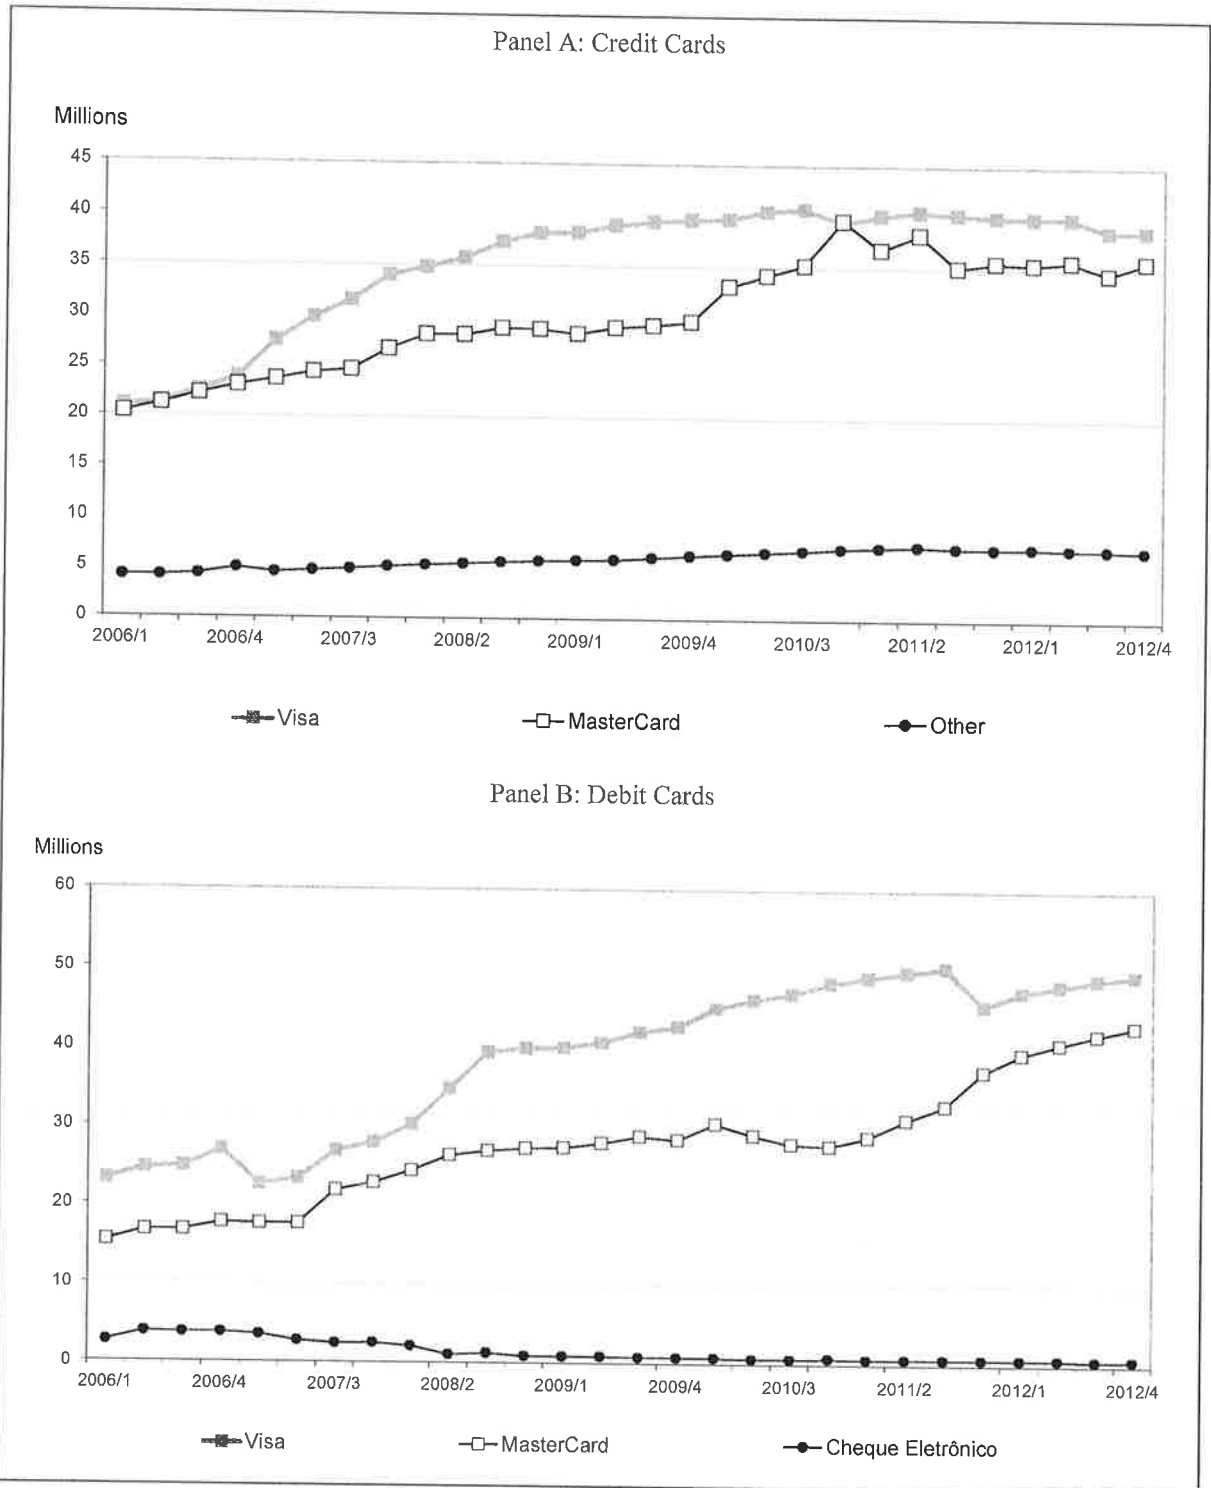 Panel A: Credit Cards
Millions
45
40
35
30
25
20
15
10
5
0
2006/1 2006/4 2007/3 2008/2 2009/1 2009/4 2010/3 2011/2 2012/1 2012/4
Visa MasterCard Other
Panel B: Debit Cards
Millions
60
50
40
30
20
10
0
2006/1 2006/4 2007/3 2008/2 2009/1 2009/4 2010/3 2011/2 2012/1 2012/4
Visa MasterCard Cheque Eletrônico